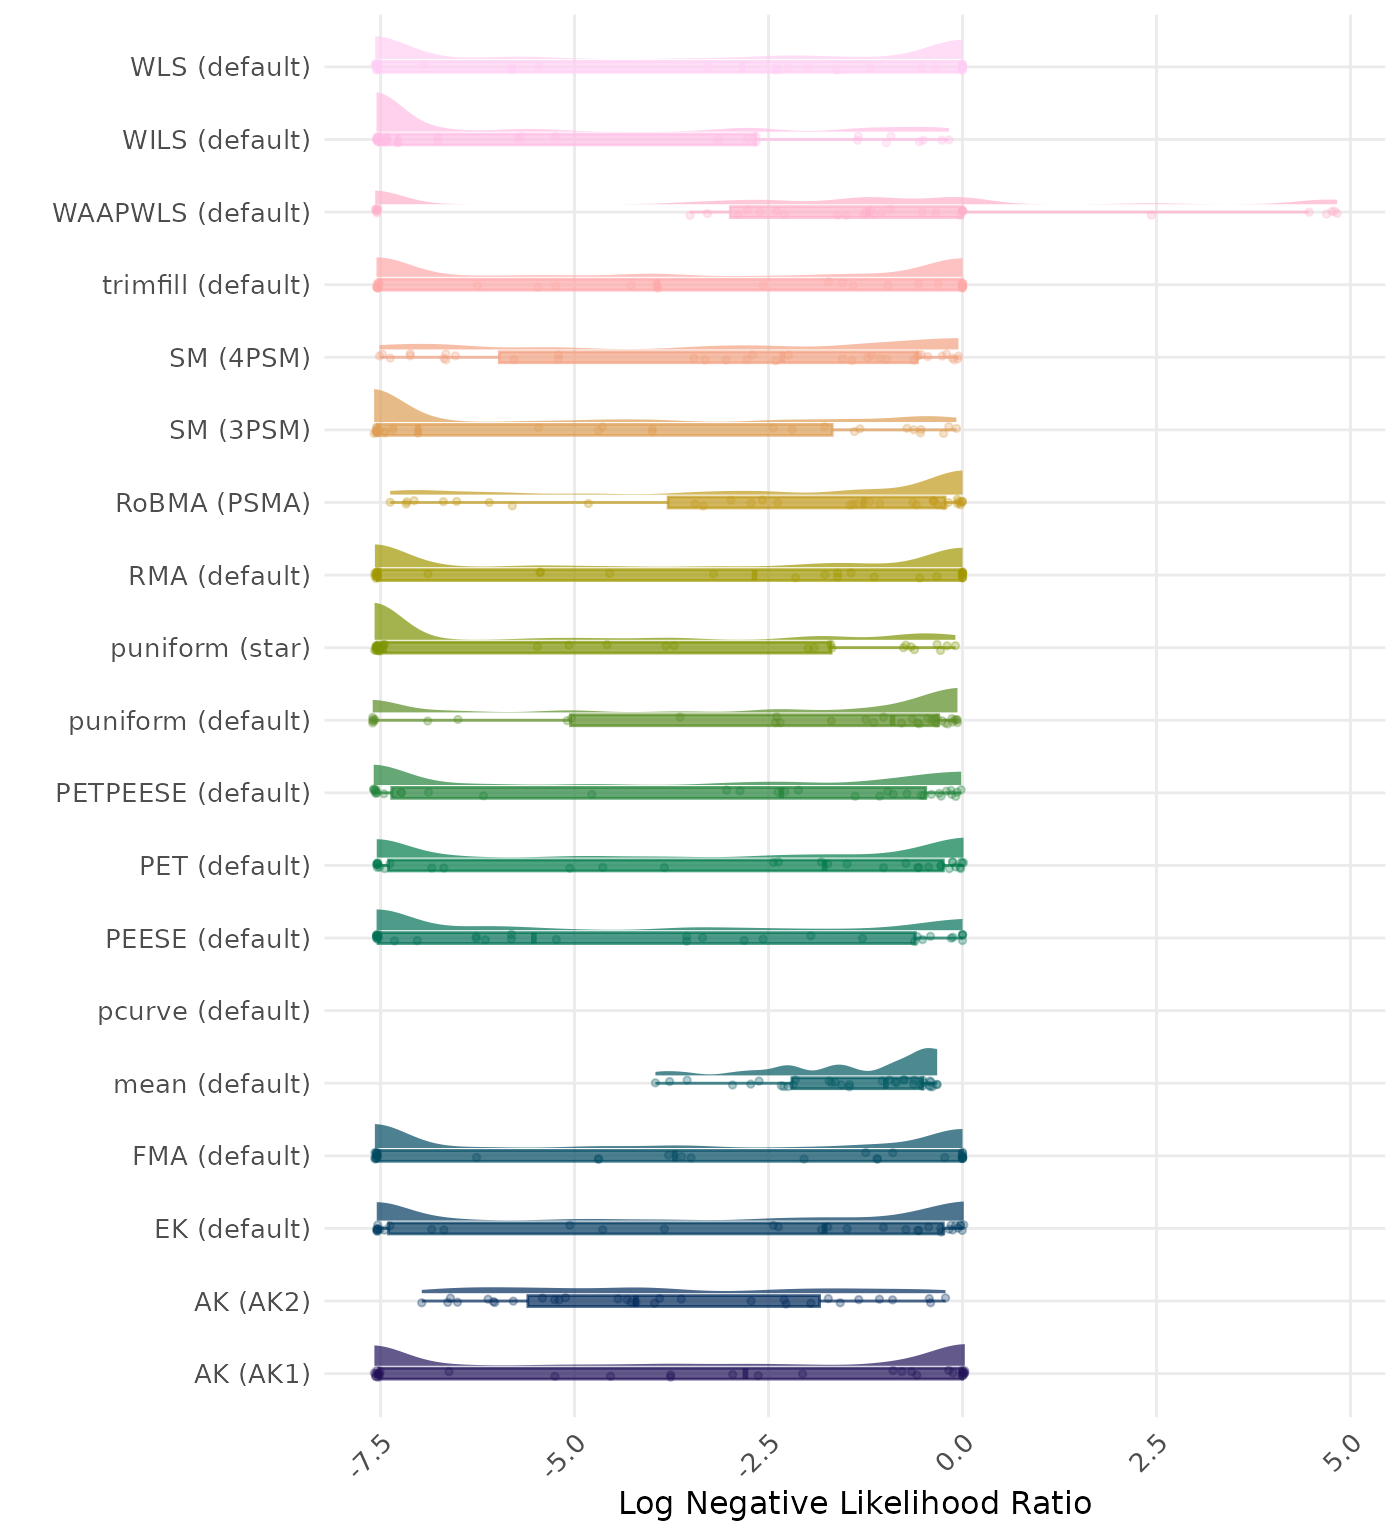 WLS (default)
WILS (default)
WAAPWLS (default)
trimfill (default)
SM (4PSM)
SM (3PSM)
RoBMA (PSMA)
RMA (default)
puniform (star)
puniform (default)
PETPEESE (default)
PET (default)
PEESE (default)
pcurve (default)
mean (default)
FMA (default)
EK (default)
AK (AK2)
AK (AK1)
-7.5 -5.0 -2.5 0.0 2.5 5.0
Log Negative Likelihood Ratio